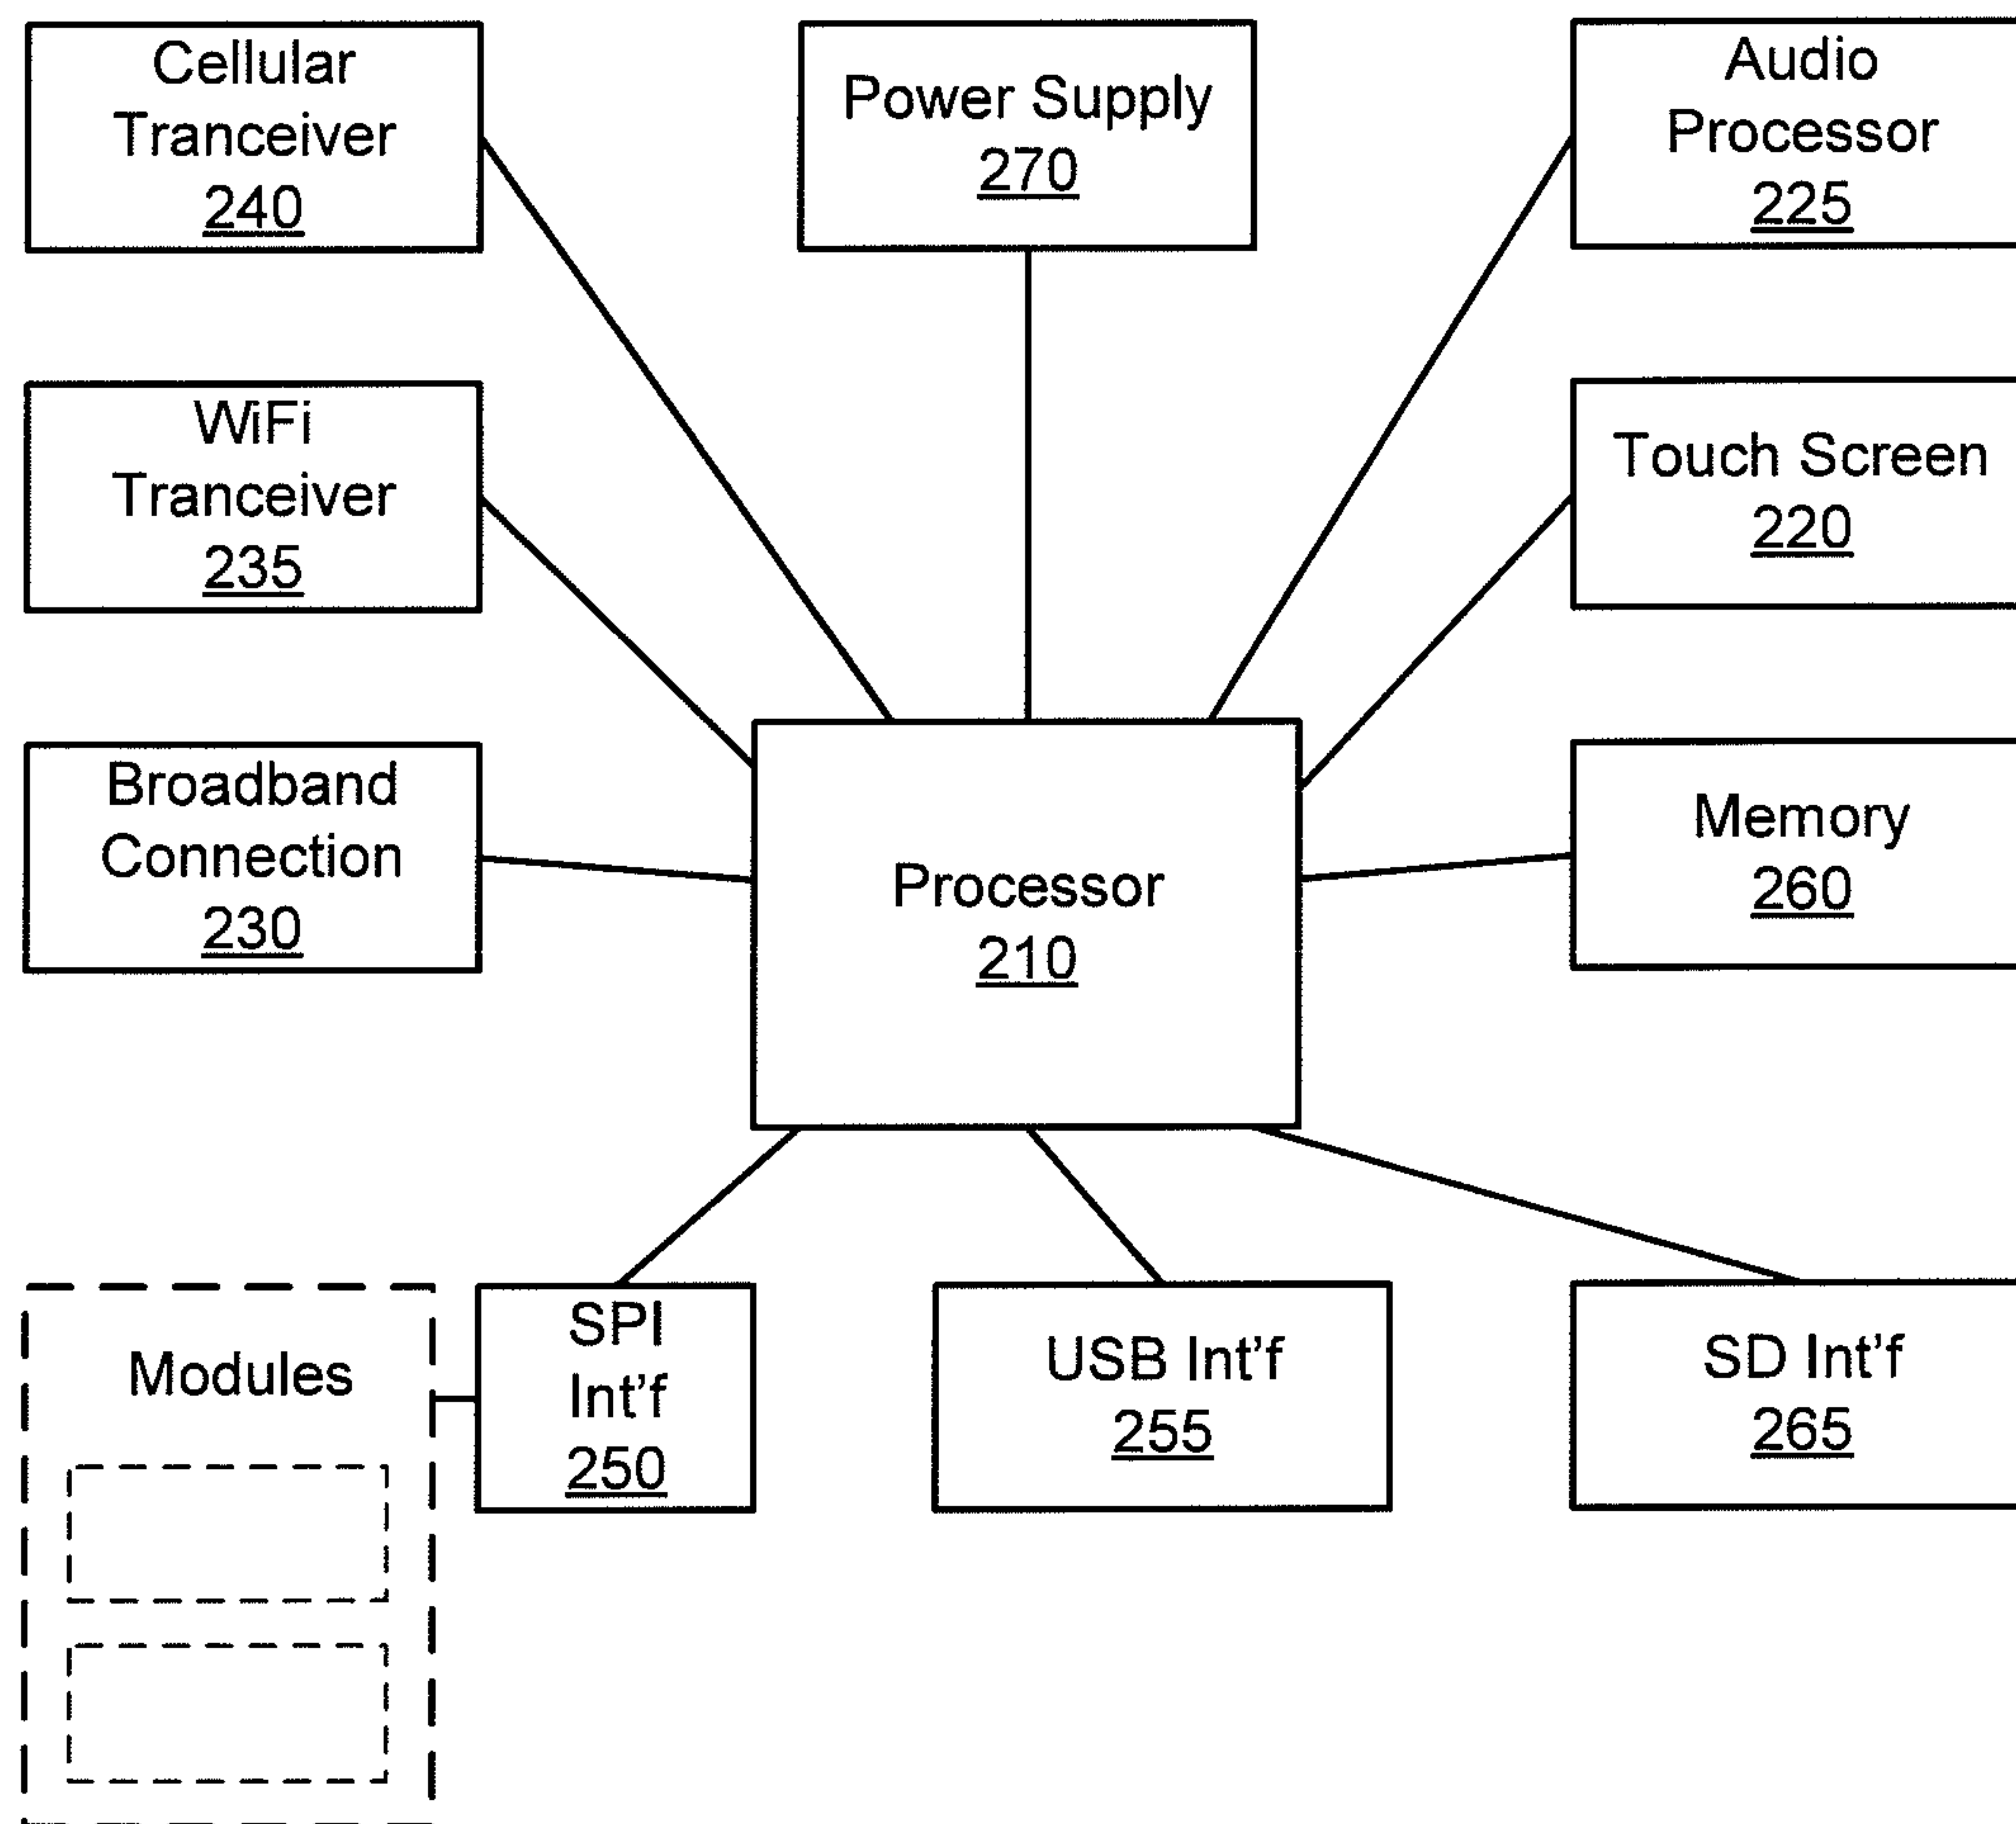 Cellular
Tranceiver
240
Power Supply
270
Audio
Processor
225
WiFi
Tranceiver
235
Touch Screen
220
Broadband
Connection
230
Processor
210
Memory
260
Modules
SPI
Int'f
250
USB Int'f
255
SD Int'f
265